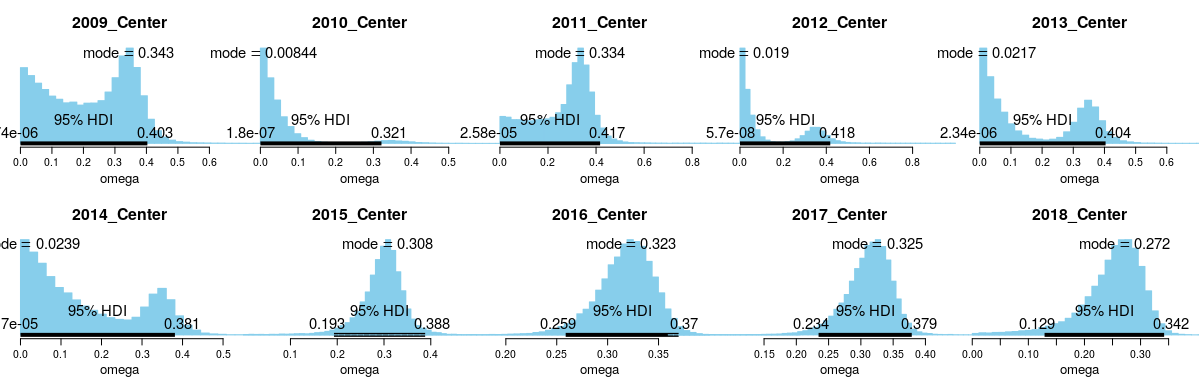 2009_Center 2010_Center 2011_Center 2012_Center 2013_Center
mode = 0.343 mode = 0.00844 mode = 0.334 mode = 0.019 mode = 0.0217
95% HDI 95% HDI 95% HDI 95% HDI 95% HDI
4e-06 0.403 1.8e-07 0.321 2.58e-05 0.417 5.7e-08 0.418 2.34e-06 0.404
0.0 0.1 0.2 0.3 0.4 0.5 0.6 0.0 0.1 0.2 0.3 0.4 0.5 0.0 0.2 0.4 0.6 0.8 0.0 0.2 0.4 0.6 0.8 0.0 0.1 0.2 0.3 0.4 0.5 0.6
omega omega omega omega omega
2014_Center 2015_Center 2016_Center 2017_Center 2018_Center
ode = 0.0239 mode = 0.308 mode = 0.323 mode = 0.325 mode = 0.272
95% HDI 95% HDI 95% HDI 95% HDI 95% HDI
7e-05 0.381 0.193 0.388 0.259 0.37 0.234 0.379 0.129 0.342
0.0 0.1 0.2 0.3 0.4 0.5 0.1 0.2 0.3 0.4 0.20 0.25 0.30 0.35 0.15 0.20 0.25 0.30 0.35 0.40 0.00 0.10 0.20 0.30
omega omega omega omega omega